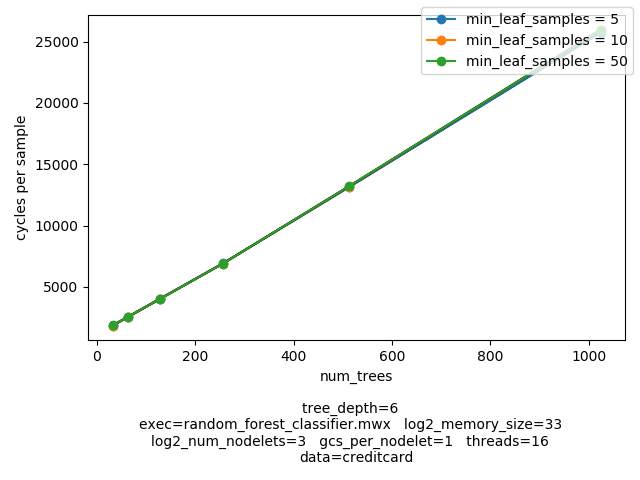 min_leaf_samples = 5
min_leaf_samples = 10
min_leaf_samples = 50
25000
20000
15000
10000
5000
cycles per sample
0 200 400 600 800 1000
num_trees
tree_depth=6
exec=random_forest_classifier.mwx log2_memory_size=33
log2_num_nodelets=3 gcs_per_nodelet=1 threads=16
data=creditcard